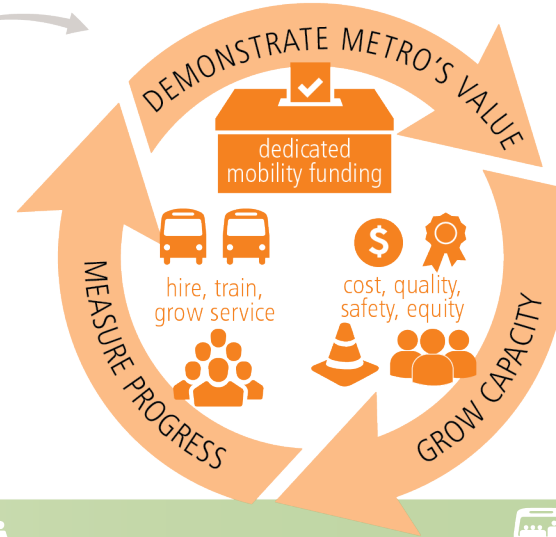 DEMONSTRATE METRO'S VALUE
dedicated
mobility funding
hire, train,
grow service
$
cost, quality,
safety, equity
MEASURE PROGRESS
GROW CAPACITY